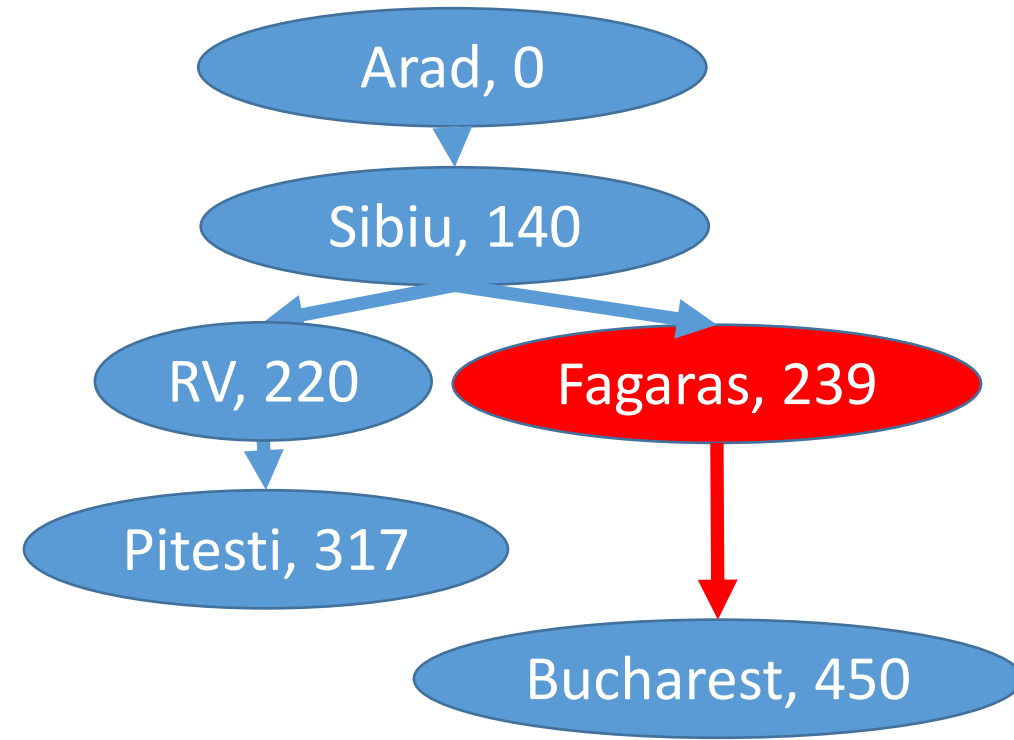 Arad, 0
Sibiu, 140
RV, 220
Fagaras, 239
Pitesti, 317
Bucharest, 450